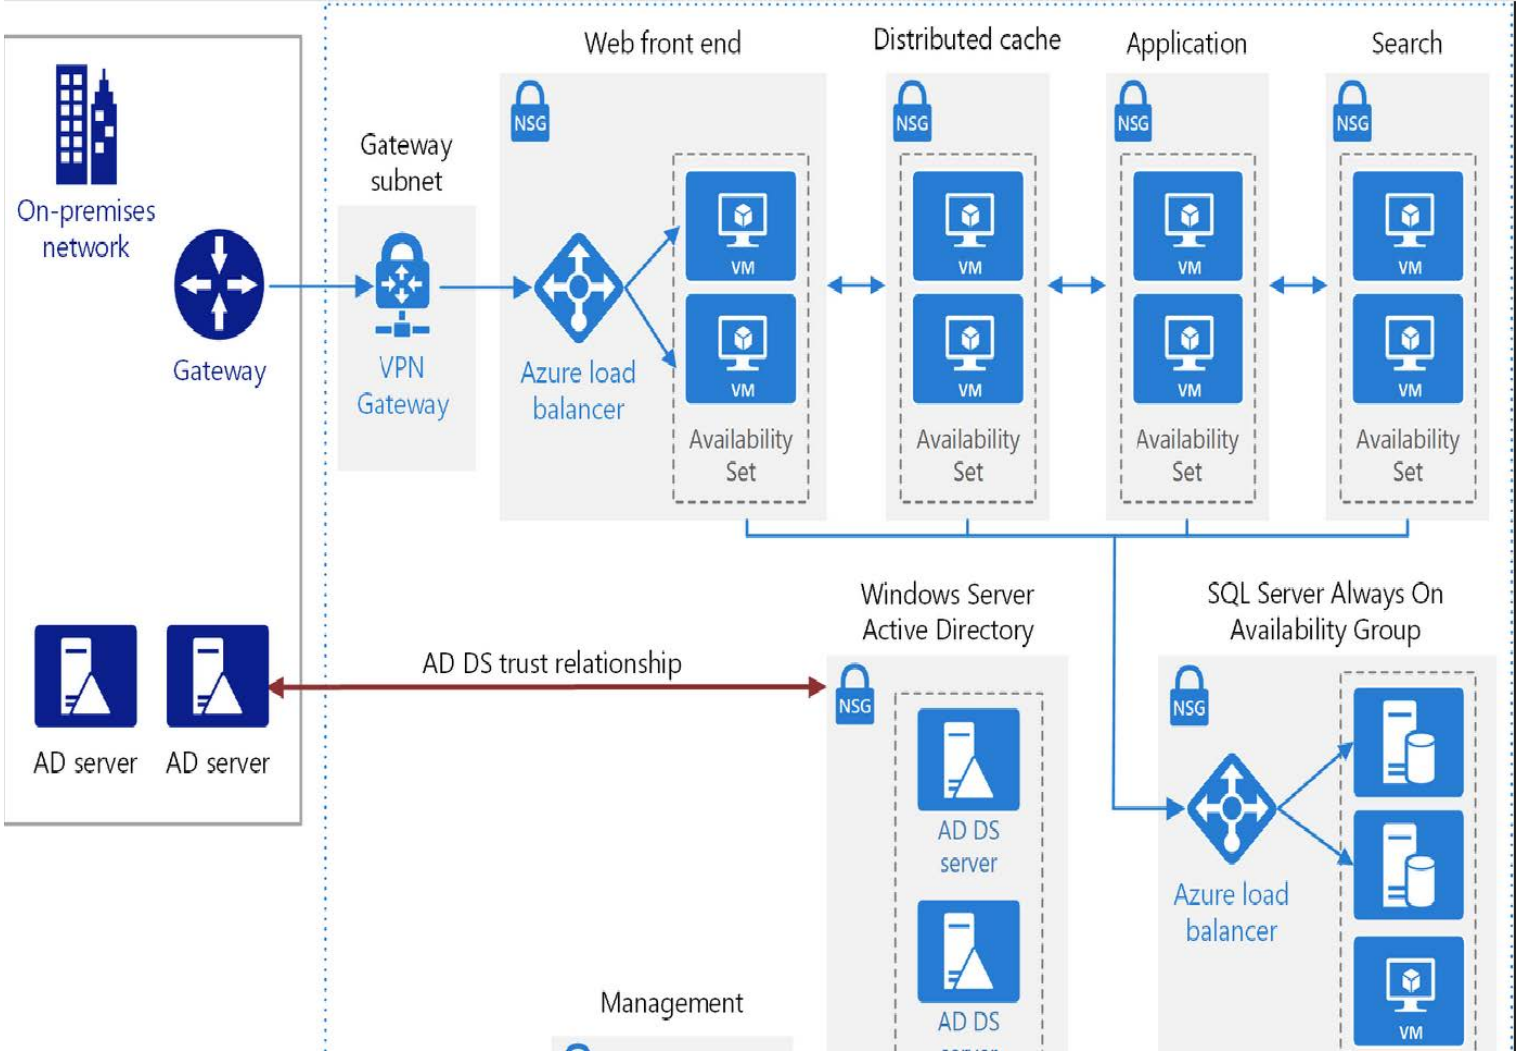 Web front end
Distributed cache
Application
Search
NSG
NSG
NSG
NSG
Gateway
subnet
On-premises
network
Gateway
VPN
Gateway
Azure load
balancer
VM
VM
Availability
Set
VM
VM
Availability
Set
VM
VM
Availability
Set
VM
VM
Availability
Set
Windows Server
Active Directory
SQL Server Always On
Availability Group
AD DS trust relationship
AD server
AD server
NSG
AD DS
server
AD DS
NSG
Azure load
balancer
VM
Management